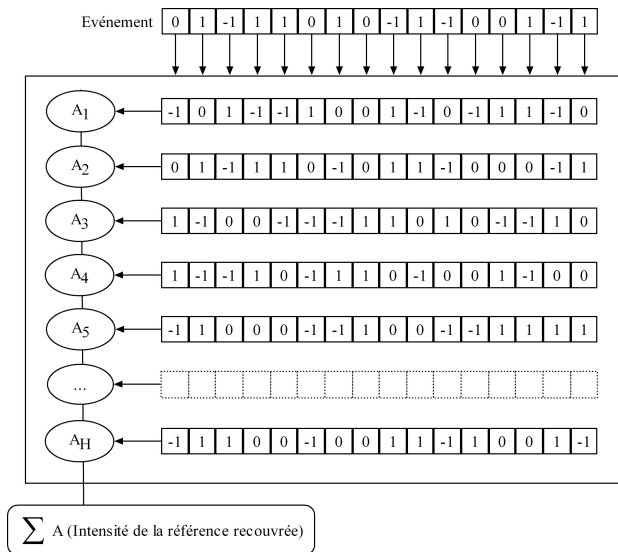 Evénement 0 1 -1 1 1 0 1 0 -1 1 -1 0 0 1 -1 1
A1 -1 0 1 -1 -1 1 0 0 1 -1 0 -1 1 1 -1 0
A2 0 1 -1 1 1 0 -1 0 1 1 -1 0 0 0 -1 1
A3 1 -1 0 0 -1 -1 -1 1 1 0 1 0 -1 -1 1 0
A4 1 -1 -1 1 0 -1 1 1 0 -1 0 0 1 -1 0 0
A5 -1 1 0 0 0 -1 -1 1 0 0 -1 -1 1 1 1 1
...
AH -1 1 1 0 0 -1 0 0 1 1 -1 1 0 0 1 -1
∑ A (Intensité de la référence recouvrée)